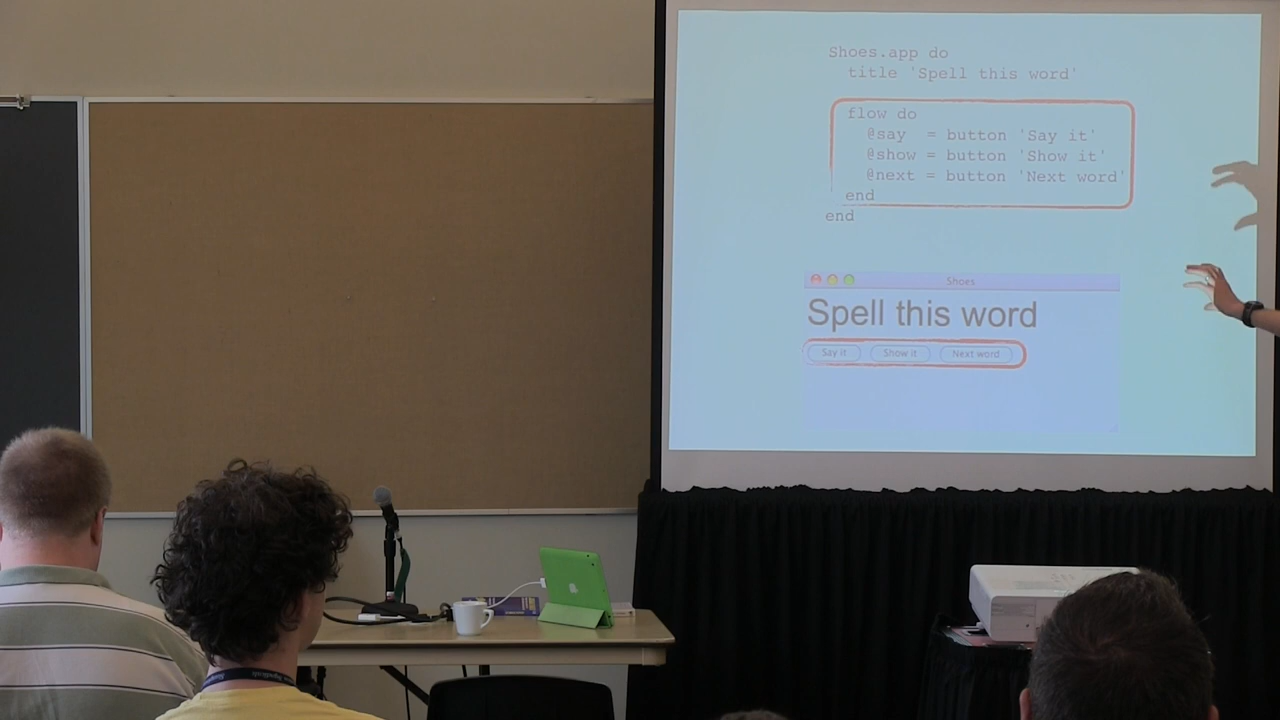 Shoes.app do
title 'Spell this word'
flow do
@say = button 'Say it'
@show = button 'Show it'
@next = button 'Next word'
end
end
Shoes
Spell this word
Say it
Show it
Next word